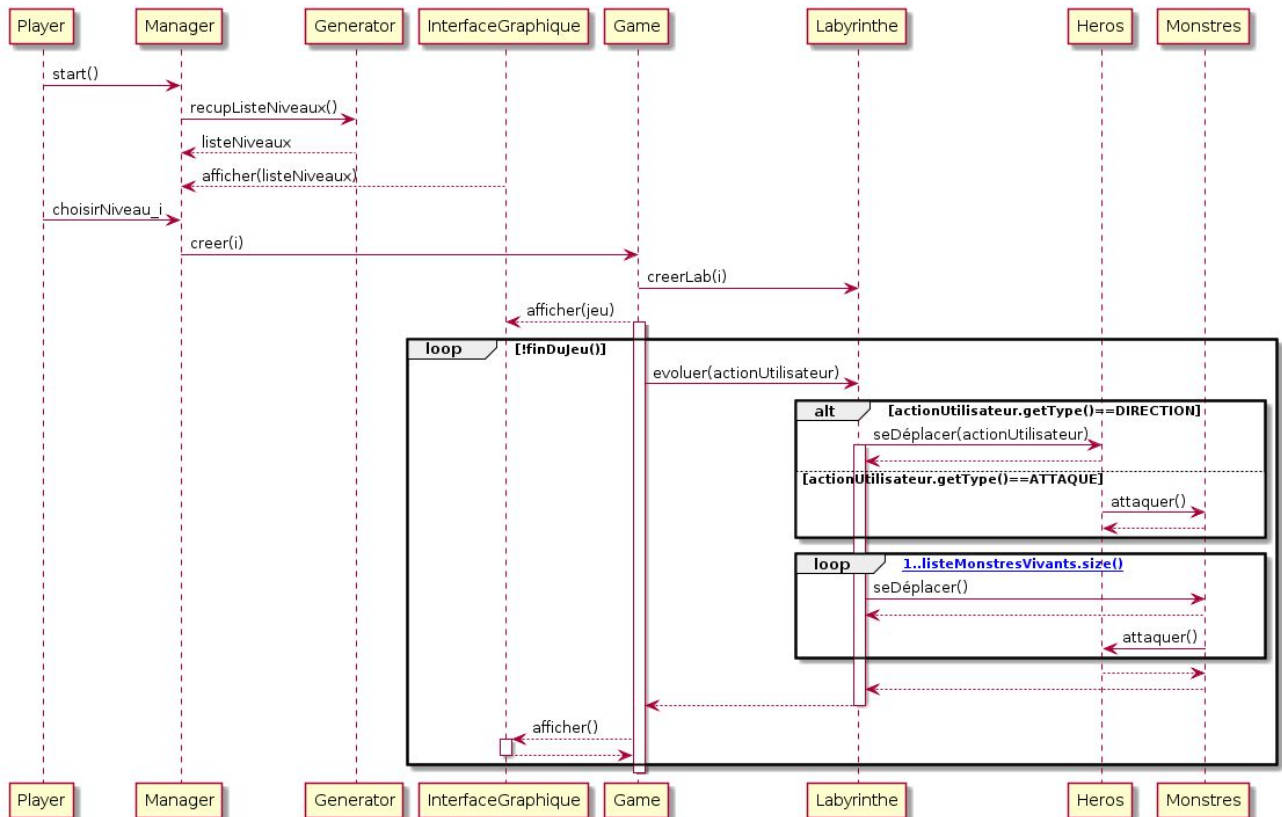 Player Manager Generator InterfaceGraphique Game Labyrinthe Heros Monstres
start()
recupListeNiveaux()
listeNiveaux
afficher(listeNiveaux)
choisirNiveau_i
creer(i)
creerLab(i)
afficher(jeu)
loop [!finDuJeu()]
evoluer(actionUtilisateur)
alt [actionUtilisateur.getType()==DIRECTION]
seDéplacer(actionUtilisateur)
[actionUtilisateur.getType()==ATTAQUE]
attaquer()
loop 1..listeMonstresVivants.size()
seDéplacer()
attaquer()
afficher()
Player Manager Generator InterfaceGraphique Game Labyrinthe Heros Monstres